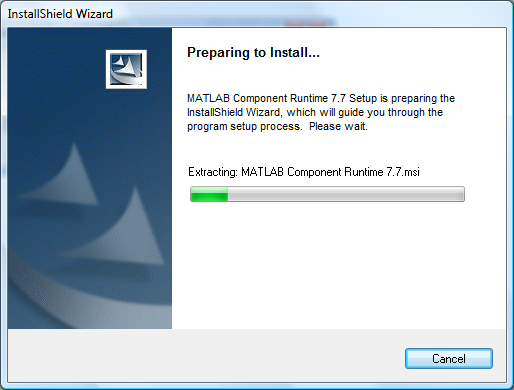 InstallShield Wizard
Preparing to Install...
MATLAB Component Runtime 7.7 Setup is preparing the
InstallShield Wizard, which will guide you through the
program setup process.  Please wait.
Extracting: MATLAB Component Runtime 7.7.msi
Cancel